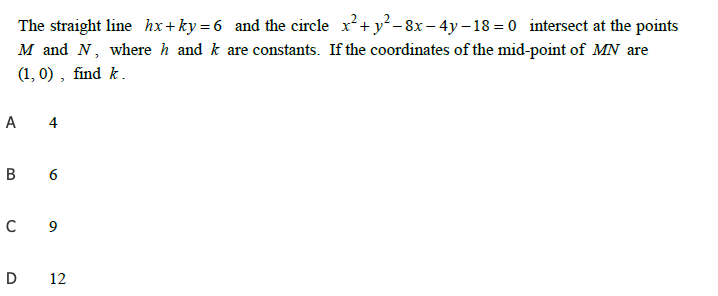 The straight line hx + ky = 6 and the circle x² + y² – 8x – 4y – 18 = 0 intersect at the points
M and N, where h and k are constants. If the coordinates of the mid-point of MN are
(1, 0) , find k.
A 4
B 6
C 9
D 12